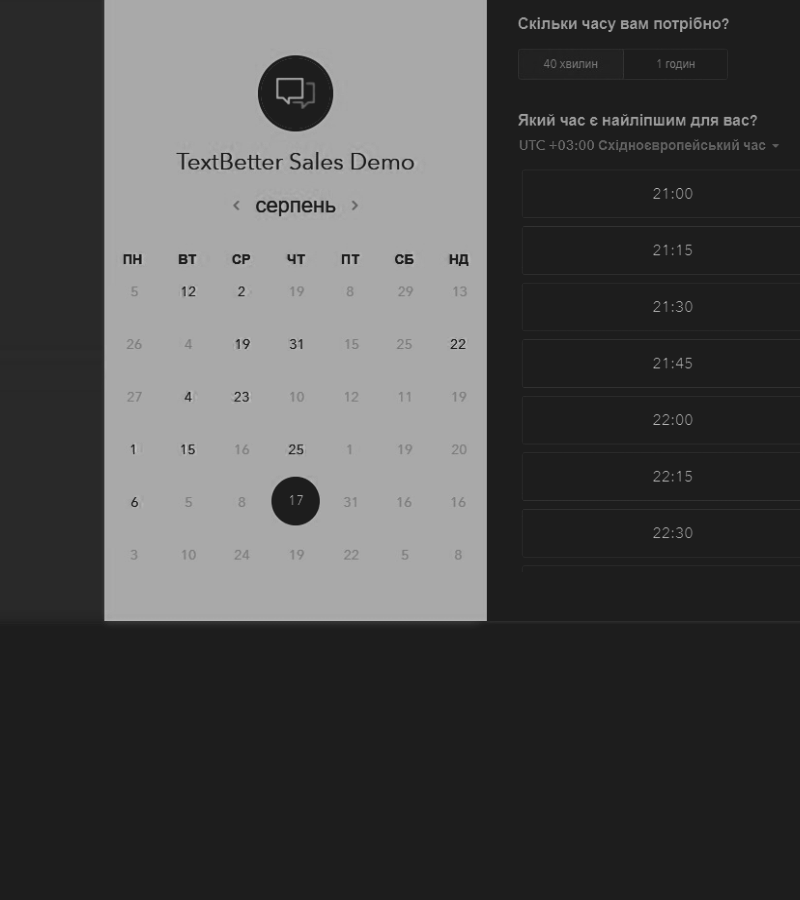 TextBetter Sales Demo
серпень
ПН ВТ СР ЧТ ПТ СБ НД
5 12 2 19 8 29 13
26 4 19 31 15 25 22
27 4 23 10 12 11 19
1 15 16 25 1 19 20
6 5 8 17 31 16 16
3 10 24 19 22 5 8
Скільки часу вам потрібно?
40 хвилин 1 годин
Який час є найліпшим для вас?
UTC +03:00 Східноєвропейський час
21:00
21:15
21:30
21:45
22:00
22:15
22:30